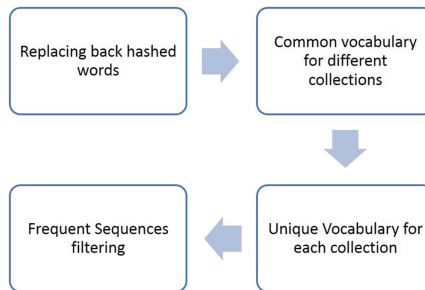 Replacing back hashed
words
Common vocabulary
for different
collections
Unique Vocabulary for
each collection
Frequent Sequences
filtering